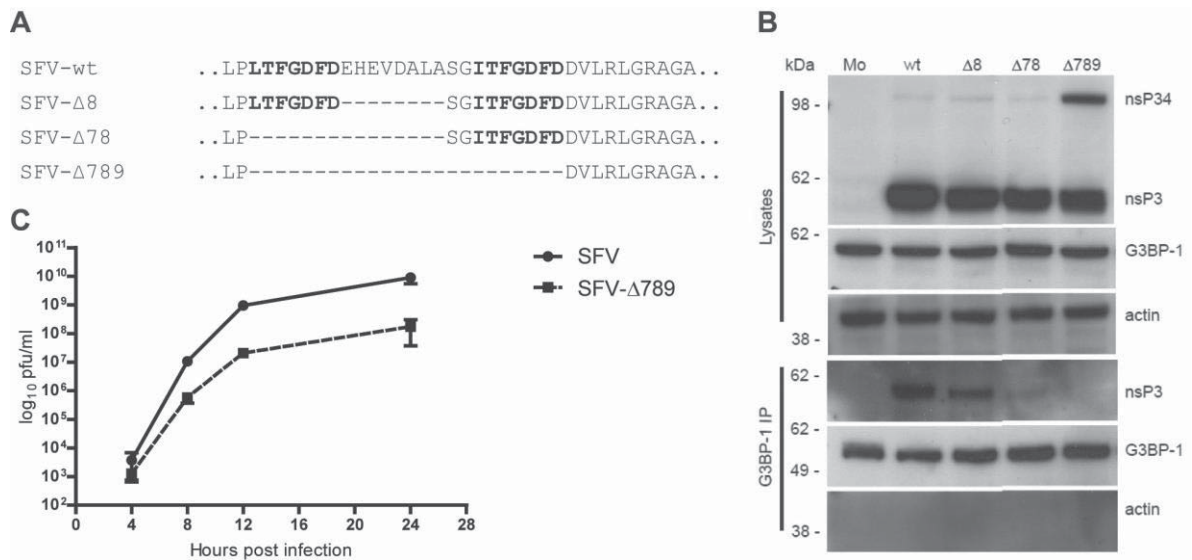 A
SFV-wt ..LPLTFGDFDEHEVDALASGITFGDFDDVLRLGRAGA..
SFV-Δ8 ..LPLTFGDFD--------SGITFGDFDDVLRLGRAGA..
SFV-Δ78 ..LP---------------SGITFGDFDDVLRLGRAGA..
SFV-Δ789 ..LP------------------------DVLRLGRAGA..
B
kDa Mo wt Δ8 Δ78 Δ789
Lysates
98 - nsP34
62 - nsP3
62 - G3BP-1
actin
38 -
G3BP-1 IP
62 - nsP3
62 - G3BP-1
49 -
actin
38 -
C
log10 pfu/ml
10^11
10^10
10^9
10^8
10^7
10^6
10^5
10^4
10^3
10^2
0 4 8 12 16 20 24 28
Hours post infection
SFV
SFV-Δ789